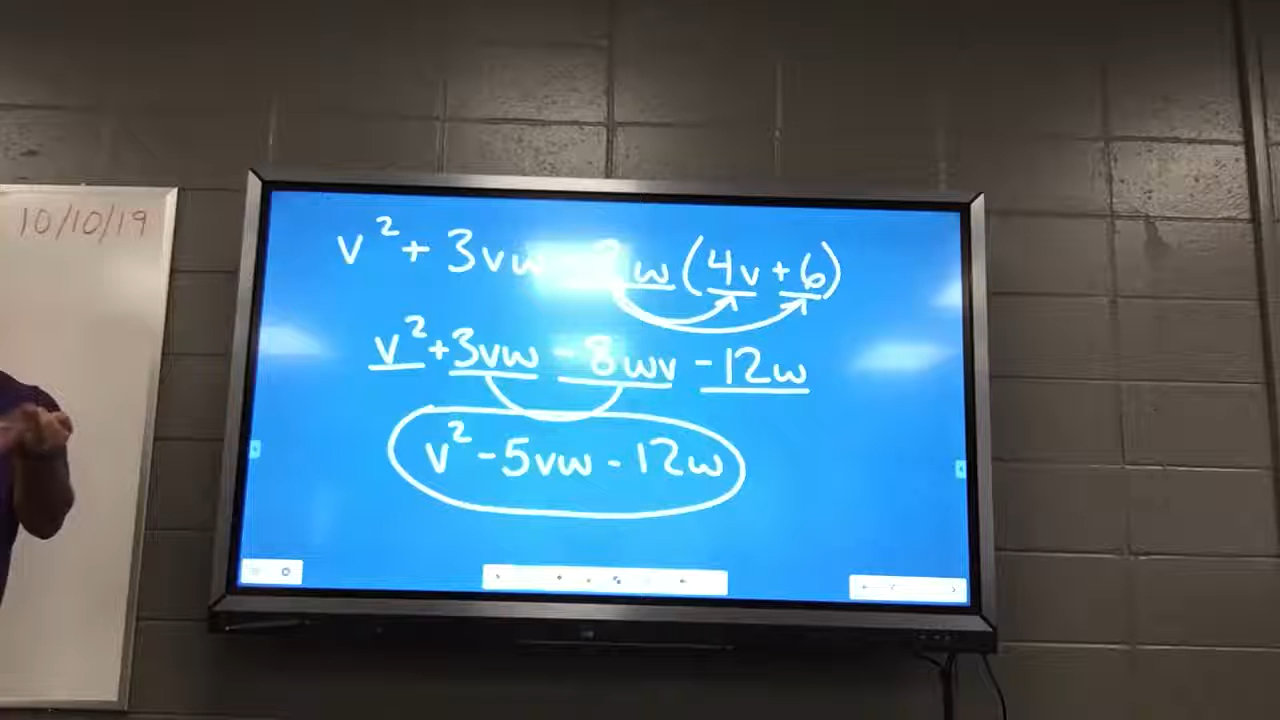 10/10/19
v² + 3vw - 2w(4v + 6)
v² + 3vw - 8wv - 12w
v² - 5vw - 12w